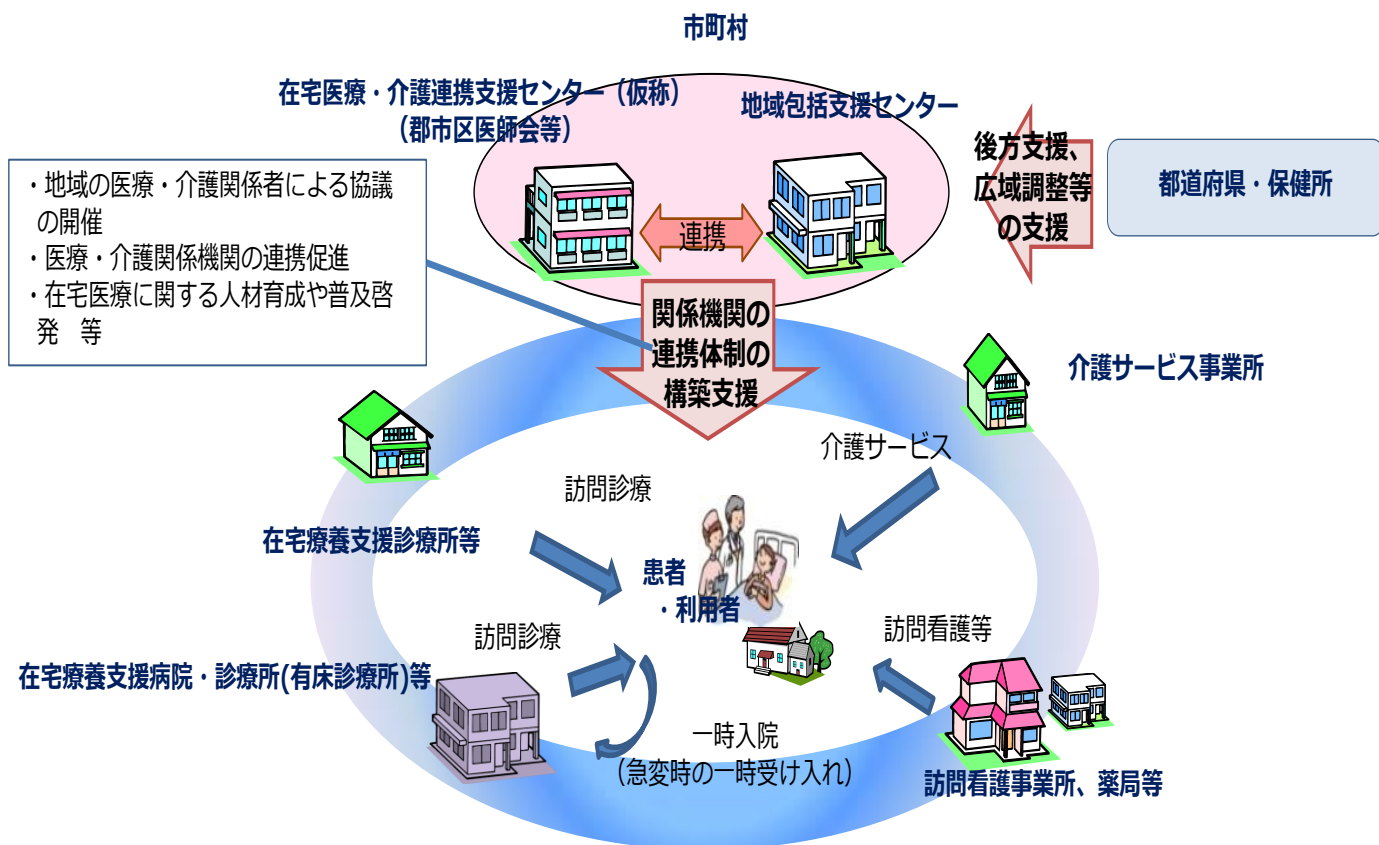 市町村
在宅医療・介護連携支援センター（仮称）
（郡市区医師会等）
地域包括支援センター
連携
後方支援、
広域調整等
の支援
都道府県・保健所
・地域の医療・介護関係者による協議
の開催
・医療・介護関係機関の連携促進
・在宅医療に関する人材育成や普及啓
発　等
関係機関の
連携体制の
構築支援
介護サービス事業所
介護サービス
訪問診療
在宅療養支援診療所等
患者
・利用者
訪問診療
訪問看護等
在宅療養支援病院・診療所(有床診療所)等
一時入院
（急変時の一時受け入れ）
訪問看護事業所、薬局等